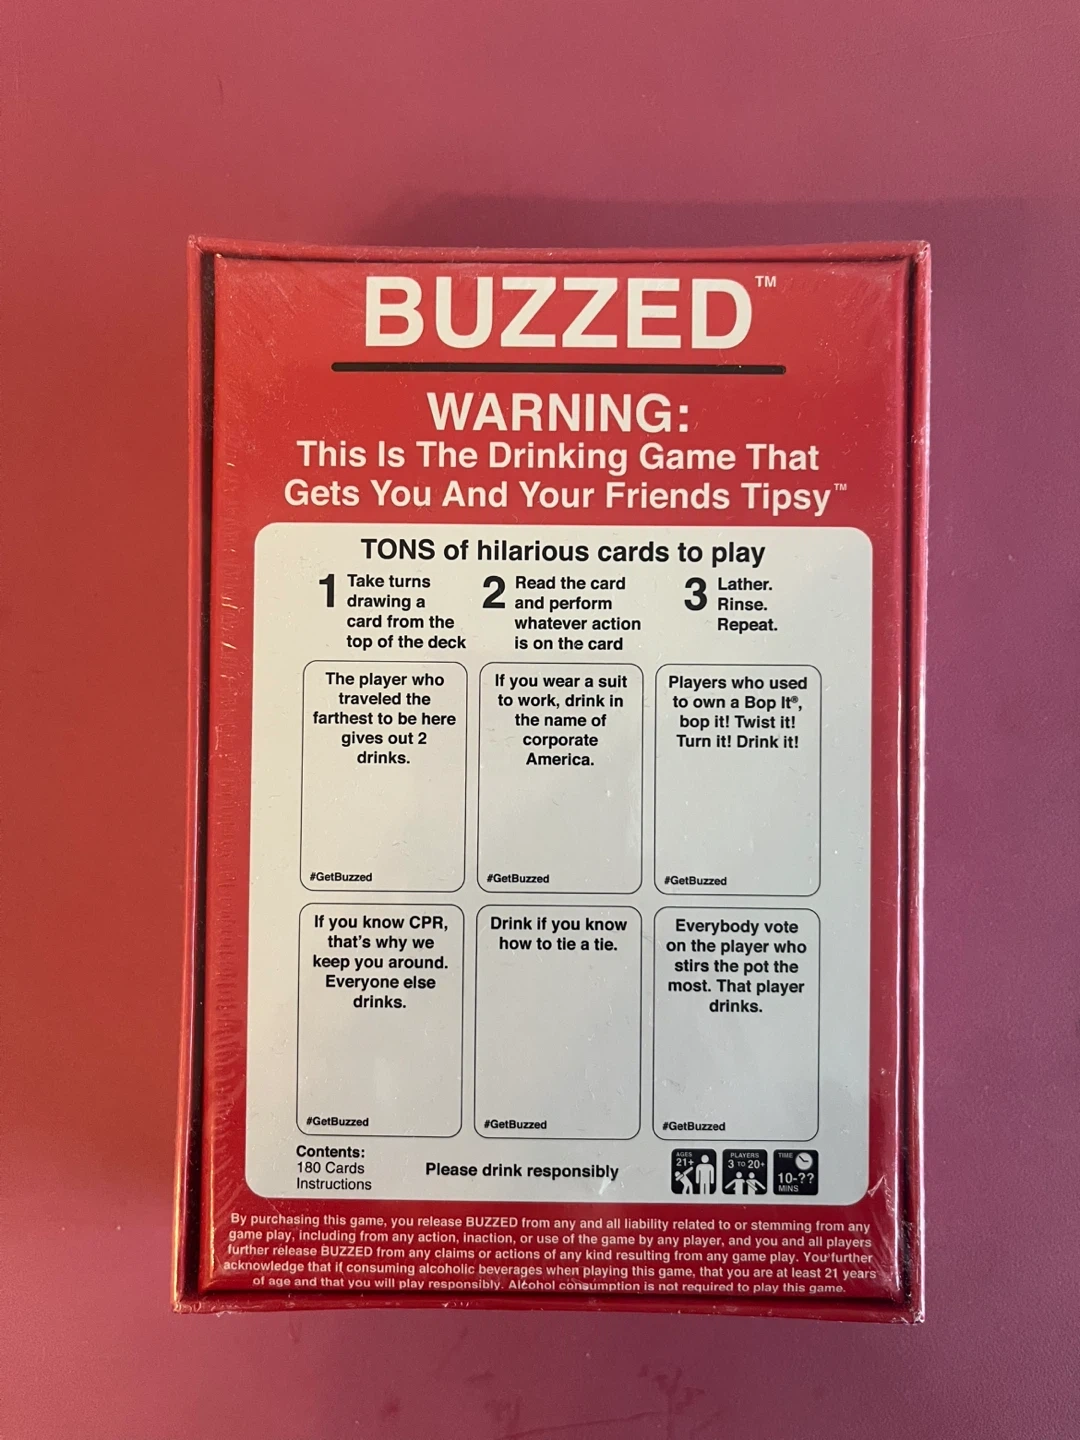 BUZZED™
WARNING:
This Is The Drinking Game That
Gets You And Your Friends Tipsy™
TONS of hilarious cards to play
1 Take turns
drawing a
card from the
top of the deck
2 Read the card
and perform
whatever action
is on the card
3 Lather.
Rinse.
Repeat.
The player who
traveled the
farthest to be here
gives out 2
drinks.
#GetBuzzed
If you wear a suit
to work, drink in
the name of
corporate
America.
#GetBuzzed
Players who used
to own a Bop It®,
bop it! Twist it!
Turn it! Drink it!
#GetBuzzed
If you know CPR,
that's why we
keep you around.
Everyone else
drinks.
#GetBuzzed
Drink if you know
how to tie a tie.
#GetBuzzed
Everybody vote
on the player who
stirs the pot the
most. That player
drinks.
#GetBuzzed
Contents:
180 Cards
Instructions
Please drink responsibly
AGES
21+
PLAYERS
3 TO 20+
TIME
10-??
MINS
By purchasing this game, you release BUZZED from any and all liability related to or stemming from any
game play, including from any action, inaction, or use of the game by any player, and you and all players
further release BUZZED from any claims or actions of any kind resulting from any game play. You further
acknowledge that if consuming alcoholic beverages when playing this game, that you are at least 21 years
of age and that you will play responsibly. Alcohol consumption is not required to play this game.